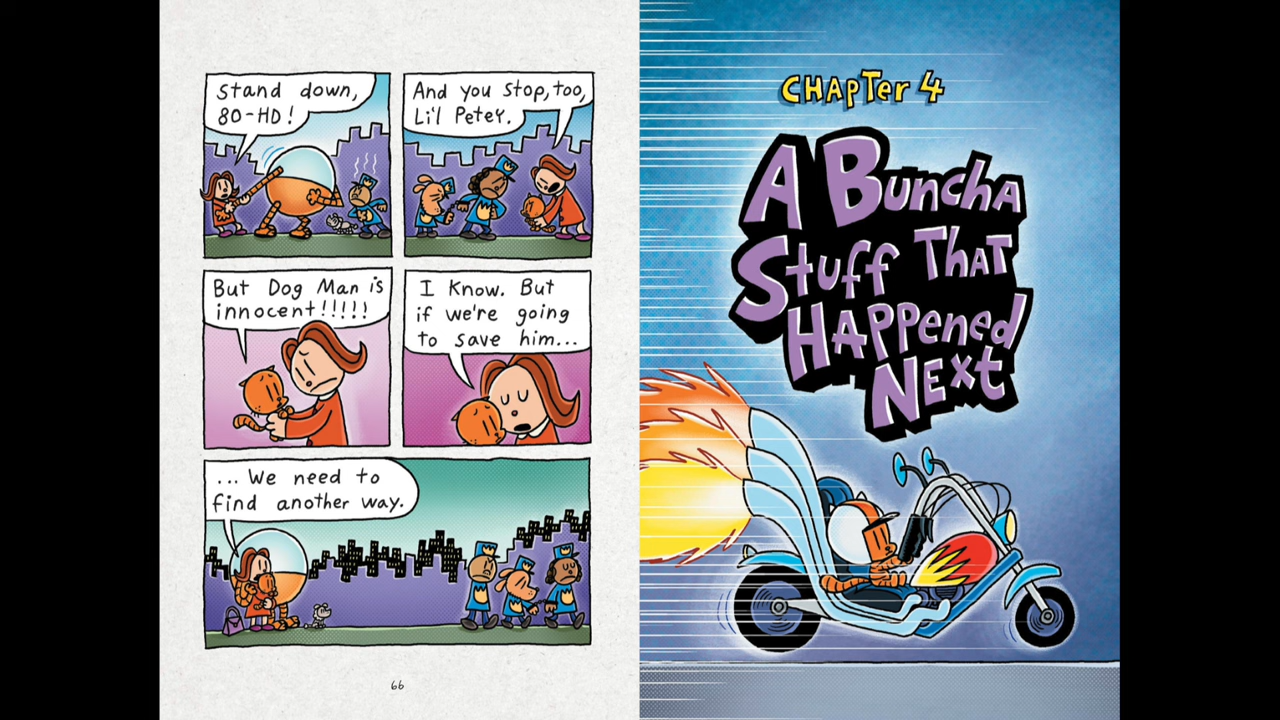 Stand down,
80-HD!
And you stop, too,
Li'l Petey.
But Dog Man is
innocent!!!!!
I Know. But
if we're going
to save him...
...We need to
find another way.
66
CHAPTer 4
A Buncha
Stuff That
HAPPened
Next